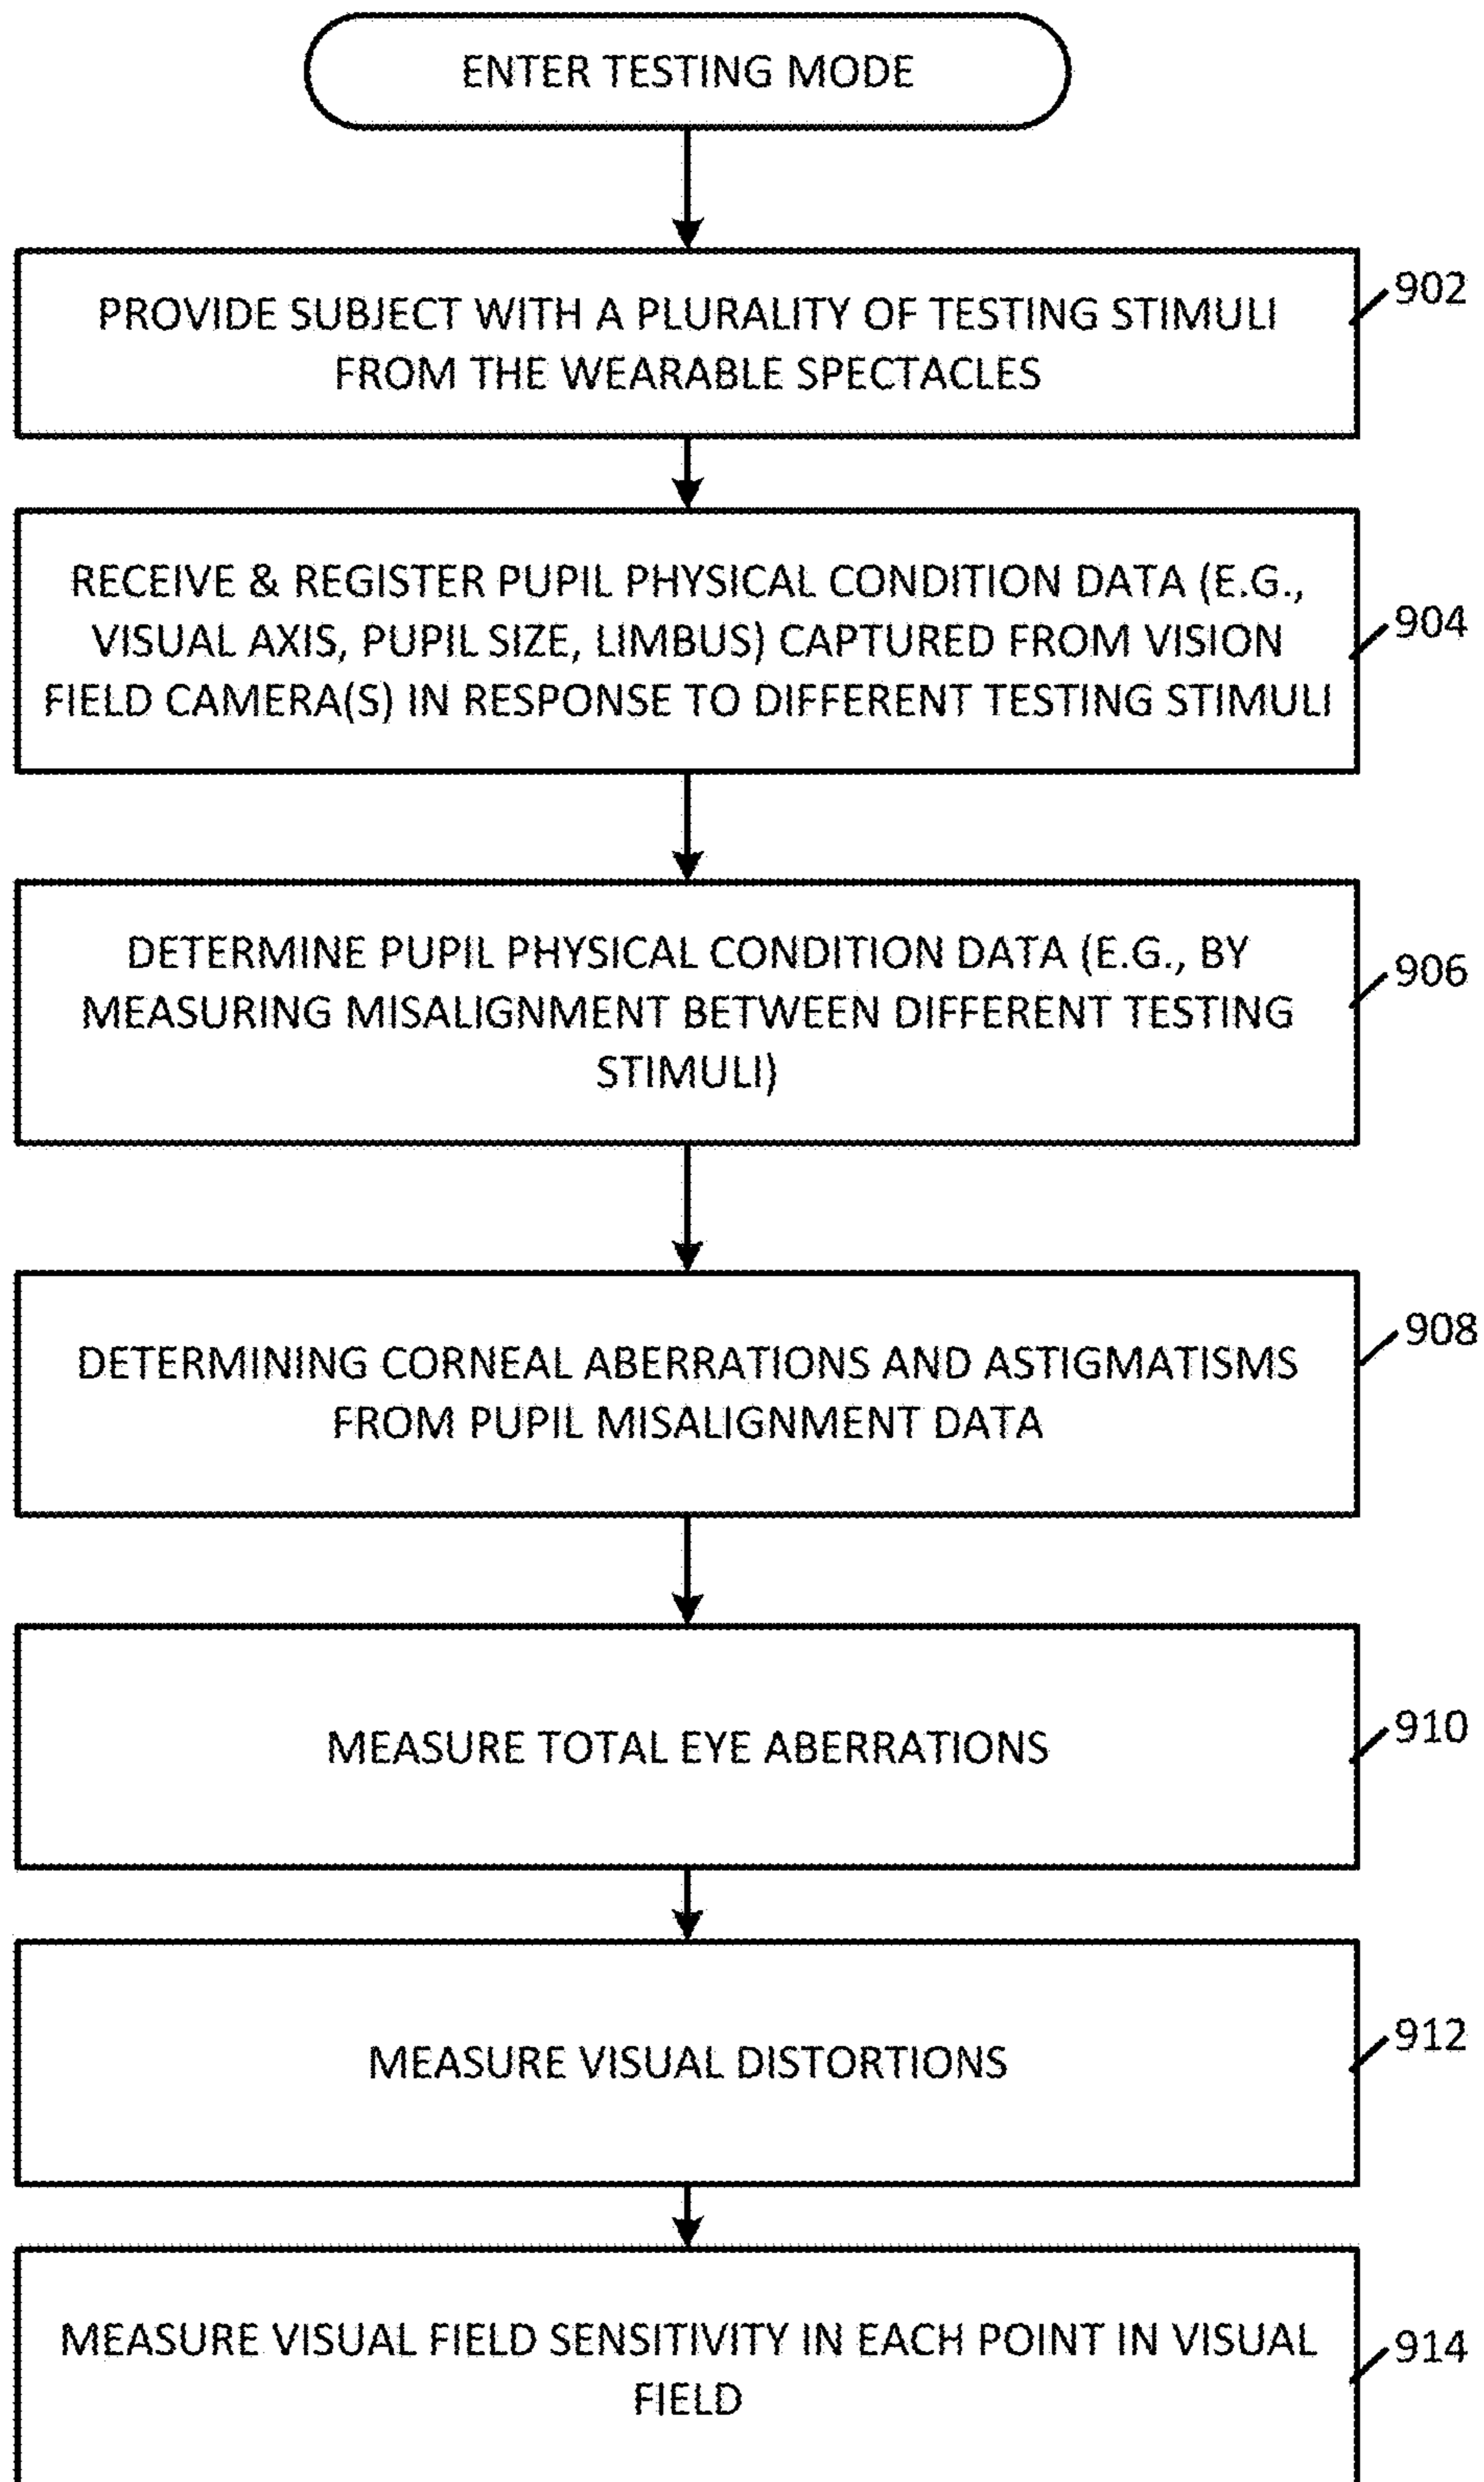 ENTER TESTING MODE
PROVIDE SUBJECT WITH A PLURALITY OF TESTING STIMULI
FROM THE WEARABLE SPECTACLES
902
RECEIVE & REGISTER PUPIL PHYSICAL CONDITION DATA (E.G.,
VISUAL AXIS, PUPIL SIZE, LIMBUS) CAPTURED FROM VISION
FIELD CAMERA(S) IN RESPONSE TO DIFFERENT TESTING STIMULI
904
DETERMINE PUPIL PHYSICAL CONDITION DATA (E.G., BY
MEASURING MISALIGNMENT BETWEEN DIFFERENT TESTING
STIMULI)
906
DETERMINING CORNEAL ABERRATIONS AND ASTIGMATISMS
FROM PUPIL MISALIGNMENT DATA
908
MEASURE TOTAL EYE ABERRATIONS
910
MEASURE VISUAL DISTORTIONS
912
MEASURE VISUAL FIELD SENSITIVITY IN EACH POINT IN VISUAL
FIELD
914